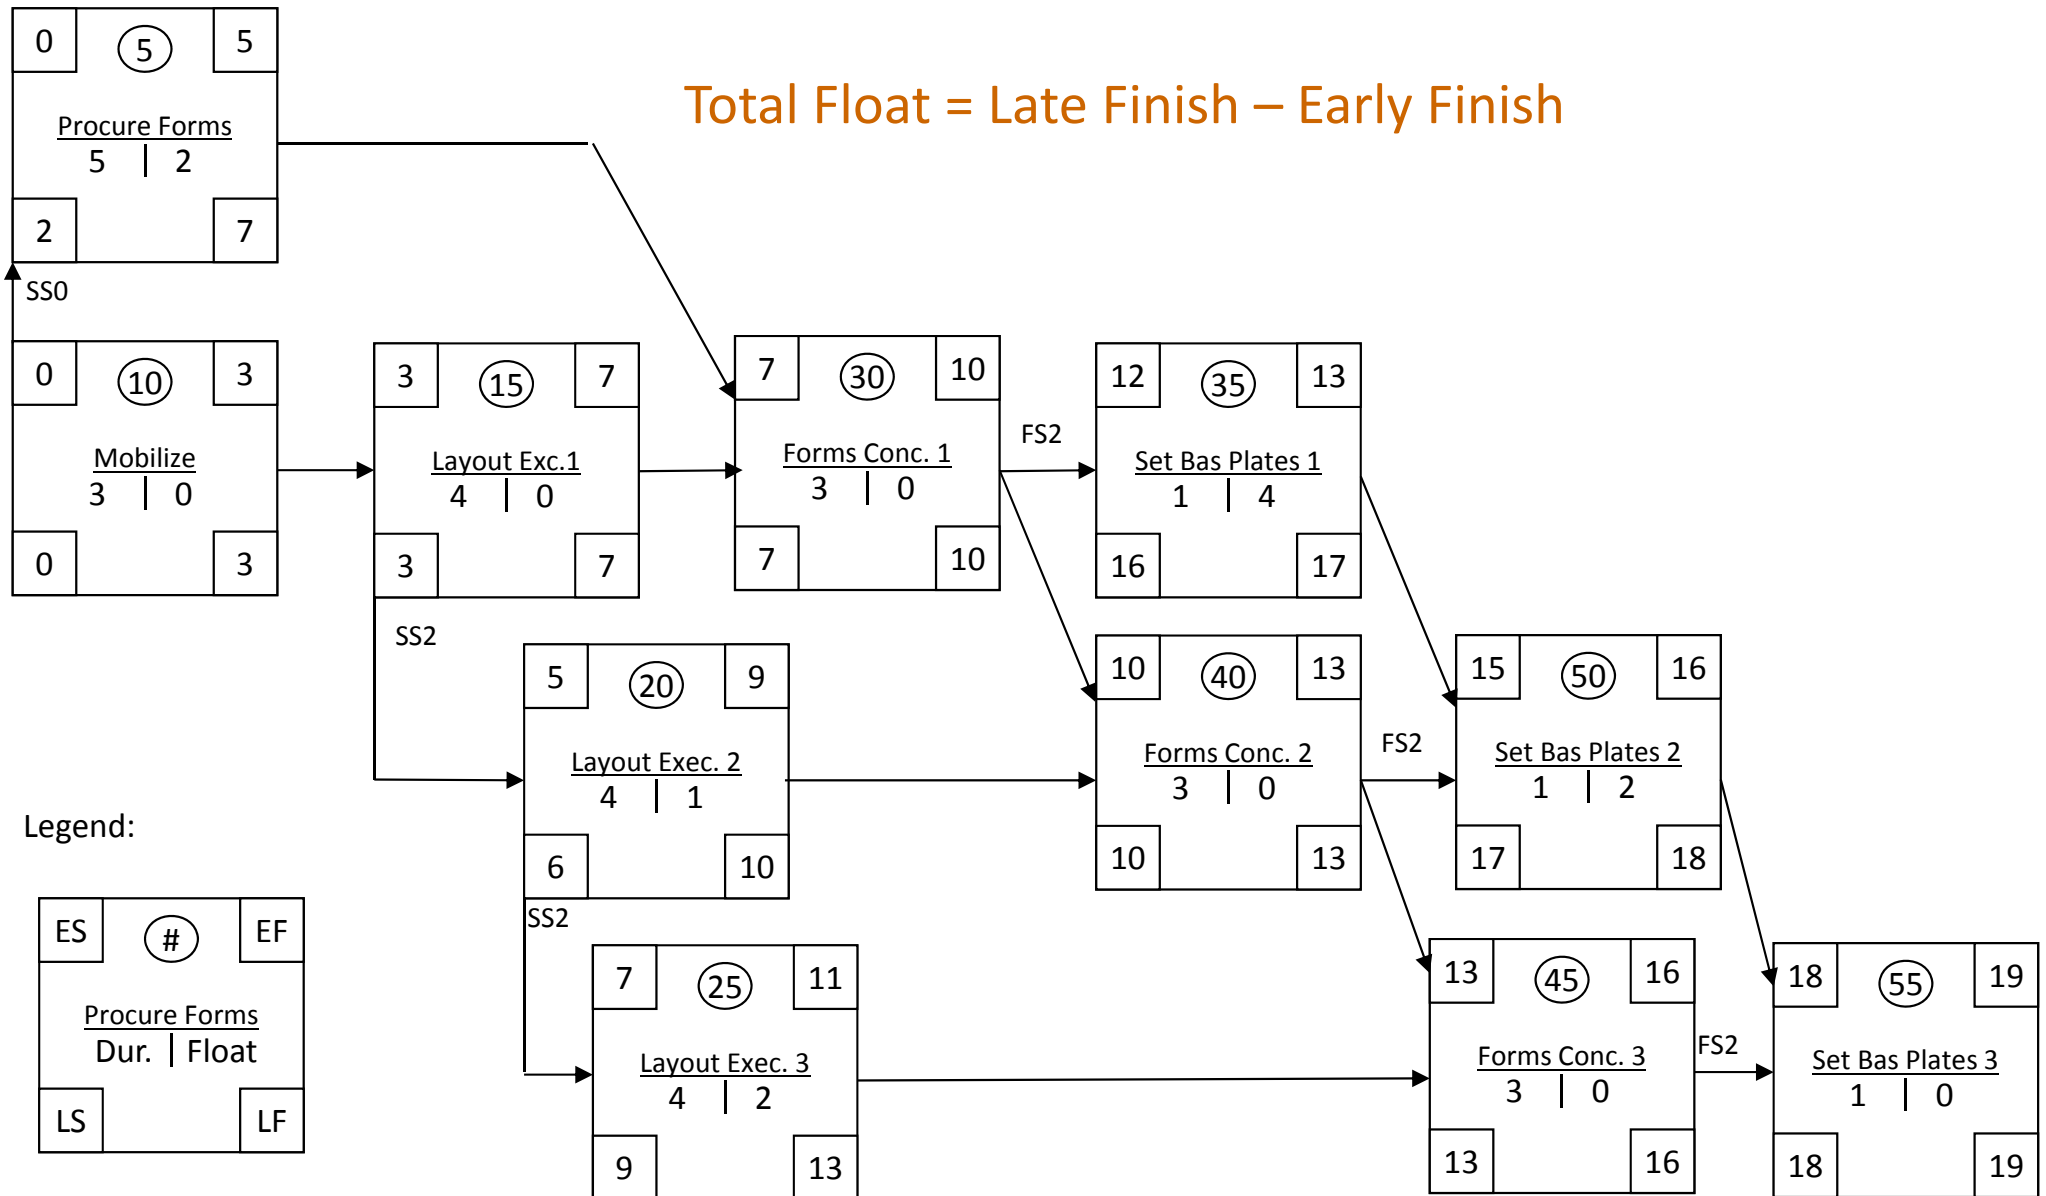 Total Float = Late Finish – Early Finish
0 5 5
Procure Forms
5 | 2
2 7
SS0
0 10 3
Mobilize
3 | 0
0 3
3 15 7
Layout Exc.1
4 | 0
3 7
SS2
7 30 10
Forms Conc. 1
3 | 0
7 10
FS2
12 35 13
Set Bas Plates 1
1 | 4
16 17
5 20 9
Layout Exec. 2
4 | 1
6 10
SS2
10 40 13
Forms Conc. 2
3 | 0
10 13
FS2
15 50 16
Set Bas Plates 2
1 | 2
17 18
7 25 11
Layout Exec. 3
4 | 2
9 13
13 45 16
Forms Conc. 3
3 | 0
13 16
FS2
18 55 19
Set Bas Plates 3
1 | 0
18 19
Legend:
ES # EF
Procure Forms
Dur. | Float
LS LF